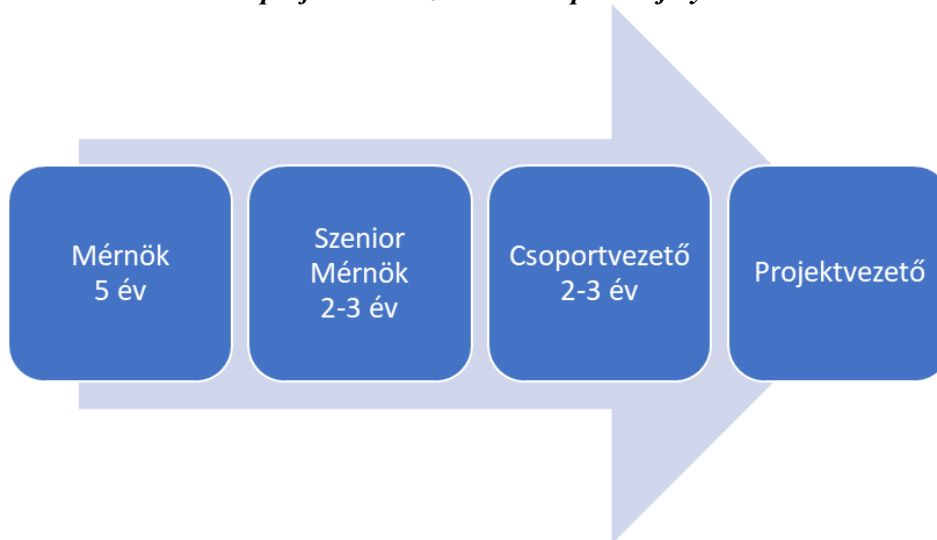 Mérnök
5 év
Szenior
Mérnök
2-3 év
Csoportvezető
2-3 év
Projektvezető